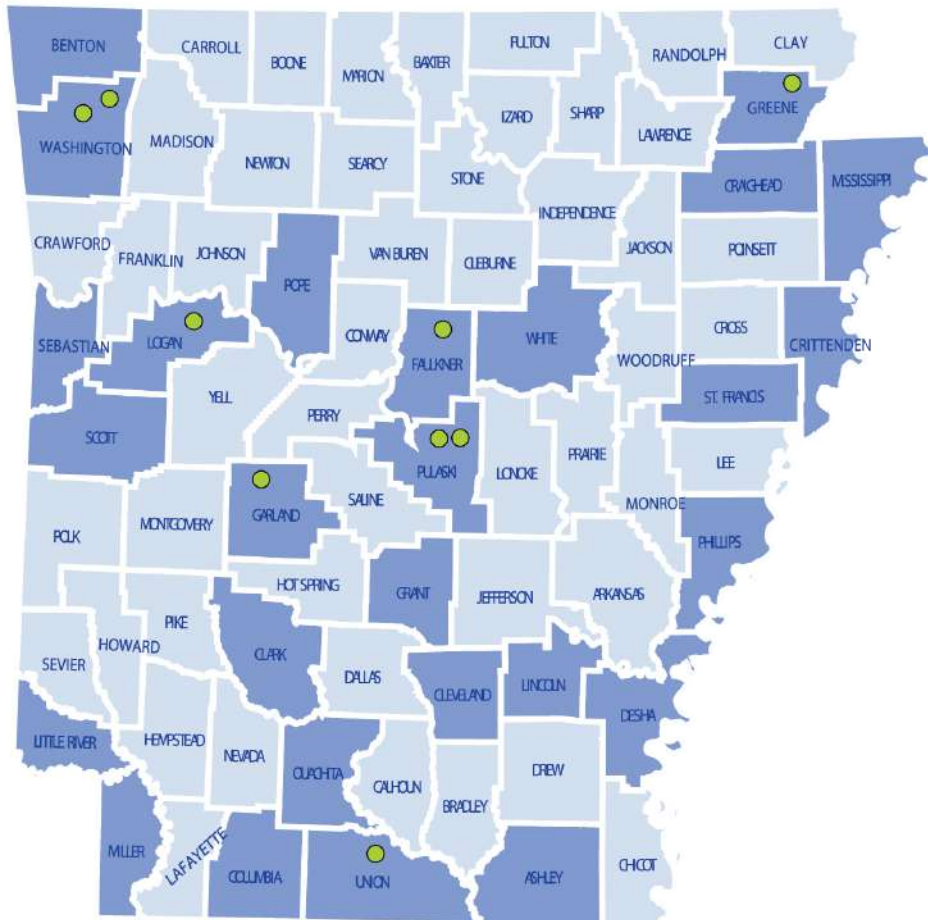 BENTON
CARROLL
BOONE
MARION
BAXTER
FULTON
RANDOLPH
CLAY
IZARD
SHARP
LAWRENCE
GREENE
WASHINGTON
MADISON
NEWTON
SEARCY
STONE
INDEPENDENCE
CRAIGHEAD
MISSISSIPPI
CRAWFORD
FRANKLIN
JOHNSON
POPE
VAN BUREN
CLEBURNE
JACKSON
POINSETT
SEBASTIAN
LOGAN
CONWAY
FAULKNER
WHITE
WOODRUFF
CROSS
CRITTENDEN
SCOTT
YELL
PERRY
PULASKI
LONOKE
PRAIRIE
MONROE
ST. FRANCIS
LEE
POLK
MONTGOMERY
GARLAND
SALINE
PHILLIPS
HOT SPRING
GRANT
JEFFERSON
ARKANSAS
SEVIER
HOWARD
PIKE
CLARK
DALLAS
CLEVELAND
LINCOLN
DESHA
LITTLE RIVER
HEMPSTEAD
NEVADA
OUACHITA
CALHOUN
BRADLEY
DREW
MILLER
LAFAYETTE
COLUMBIA
UNION
ASHLEY
CHICOT